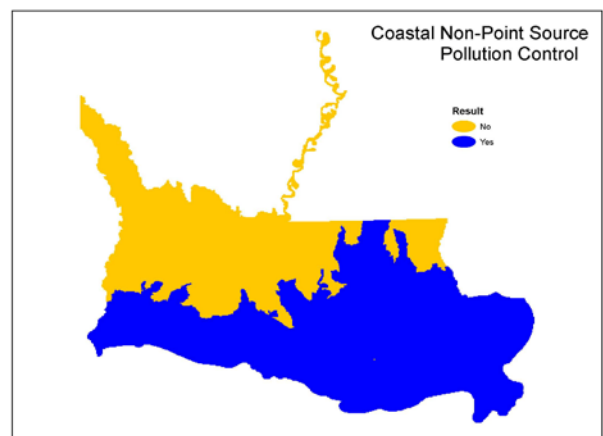 Coastal Non-Point Source
Pollution Control
Result
No
Yes